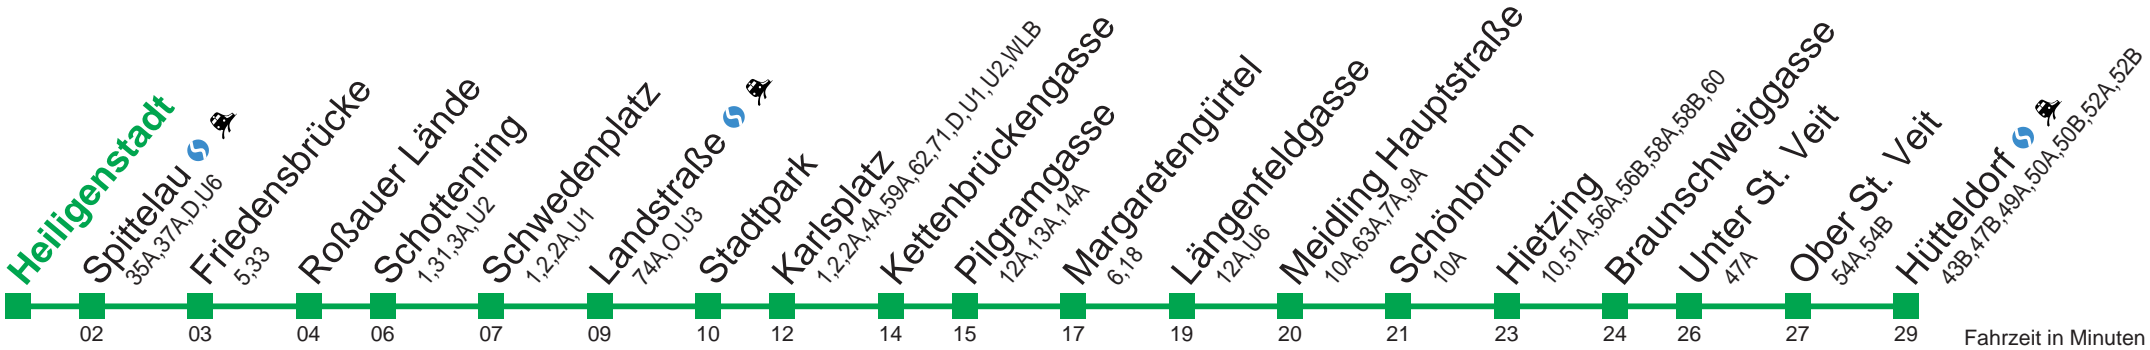 Heiligenstadt
Spittelau
35A,37A,D,U6
Friedensbrücke
5,33
Roßauer Lände
Schottenring
1,31,3A,U2
Schwedenplatz
1,2,2A,U1
Landstraße
74A,O,U3
Stadtpark
Karlsplatz
1,2,2A,4A,59A,62,71,D,U1,U2,WLB
Kettenbrückengasse
Pilgramgasse
12A,13A,14A
Margaretengürtel
6,18
Längenfeldgasse
12A,U6
Meidling Hauptstraße
10A,63A,7A,9A
Schönbrunn
10A
Hietzing
10,51A,56A,56B,58A,58B,60
Braunschweiggasse
Unter St. Veit
47A
Ober St. Veit
54A,54B
Hütteldorf
43B,47B,49A,50A,50B,52A,52B
02 03 04 06 07 09 10 12 14 15 17 19 20 21 23 24 26 27 29 Fahrzeit in Minuten